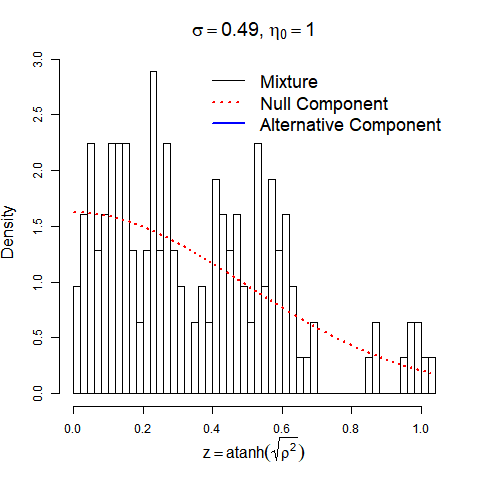 σ = 0.49, η₀ = 1
Mixture
Null Component
Alternative Component
Density
3.0
2.5
2.0
1.5
1.0
0.5
0.0
0.0 0.2 0.4 0.6 0.8 1.0
z = atanh(√ρ²)